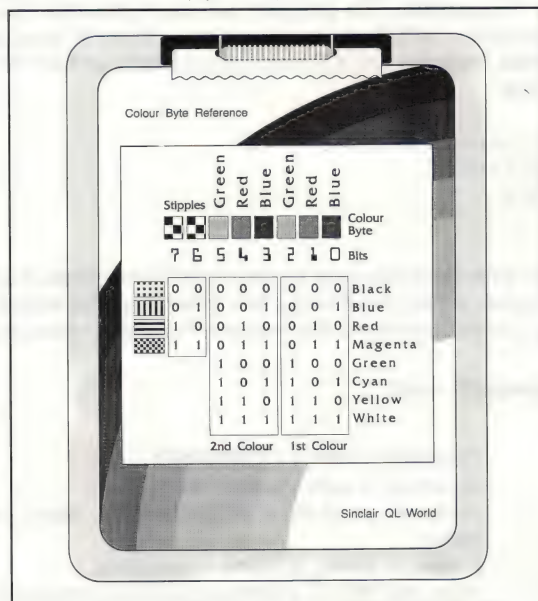 Colour Byte Reference
Green Red Blue Green Red Blue
Stipples
Colour
Byte
7 6 5 4 3 2 1 0 Bits
0 0 0 0 0 0 0 0 Black
0 1 0 0 1 0 0 1 Blue
1 0 0 1 0 0 1 0 Red
1 1 0 1 1 0 1 1 Magenta
1 0 0 1 0 0 Green
1 0 1 1 0 1 Cyan
1 1 0 1 1 0 Yellow
1 1 1 1 1 1 White
2nd Colour 1st Colour
Sinclair QL World